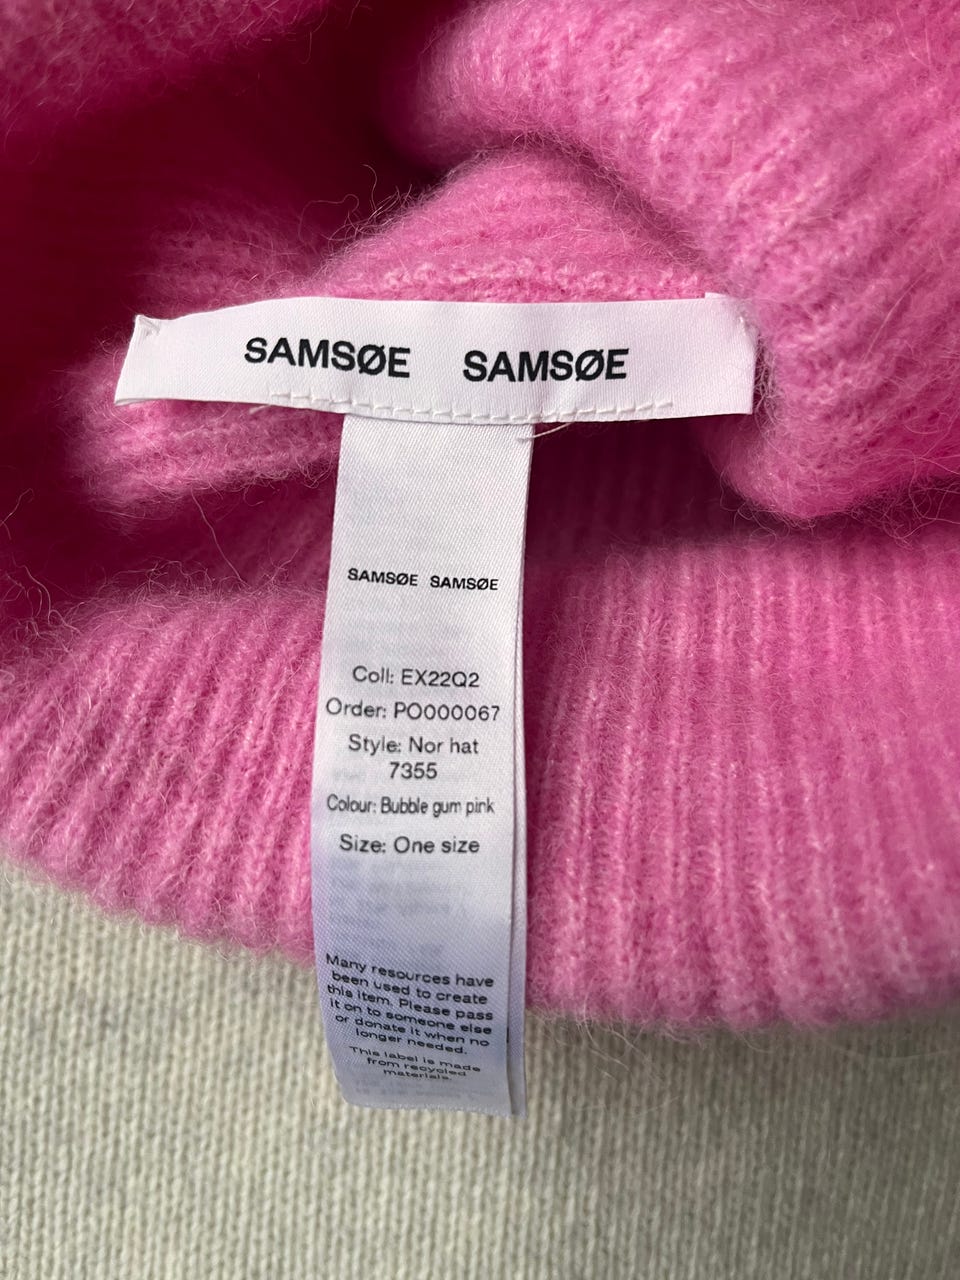 SAMSØE SAMSØE
SAMSØE SAMSØE
Coll: EX22Q2
Order: PO000067
Style: Nor hat
7355
Colour: Bubble gum pink
Size: One size
Many resources have
been used to create
this item. Please pass
it on to someone else
or donate it when no
longer needed.
This label is made
from recycled
materials.